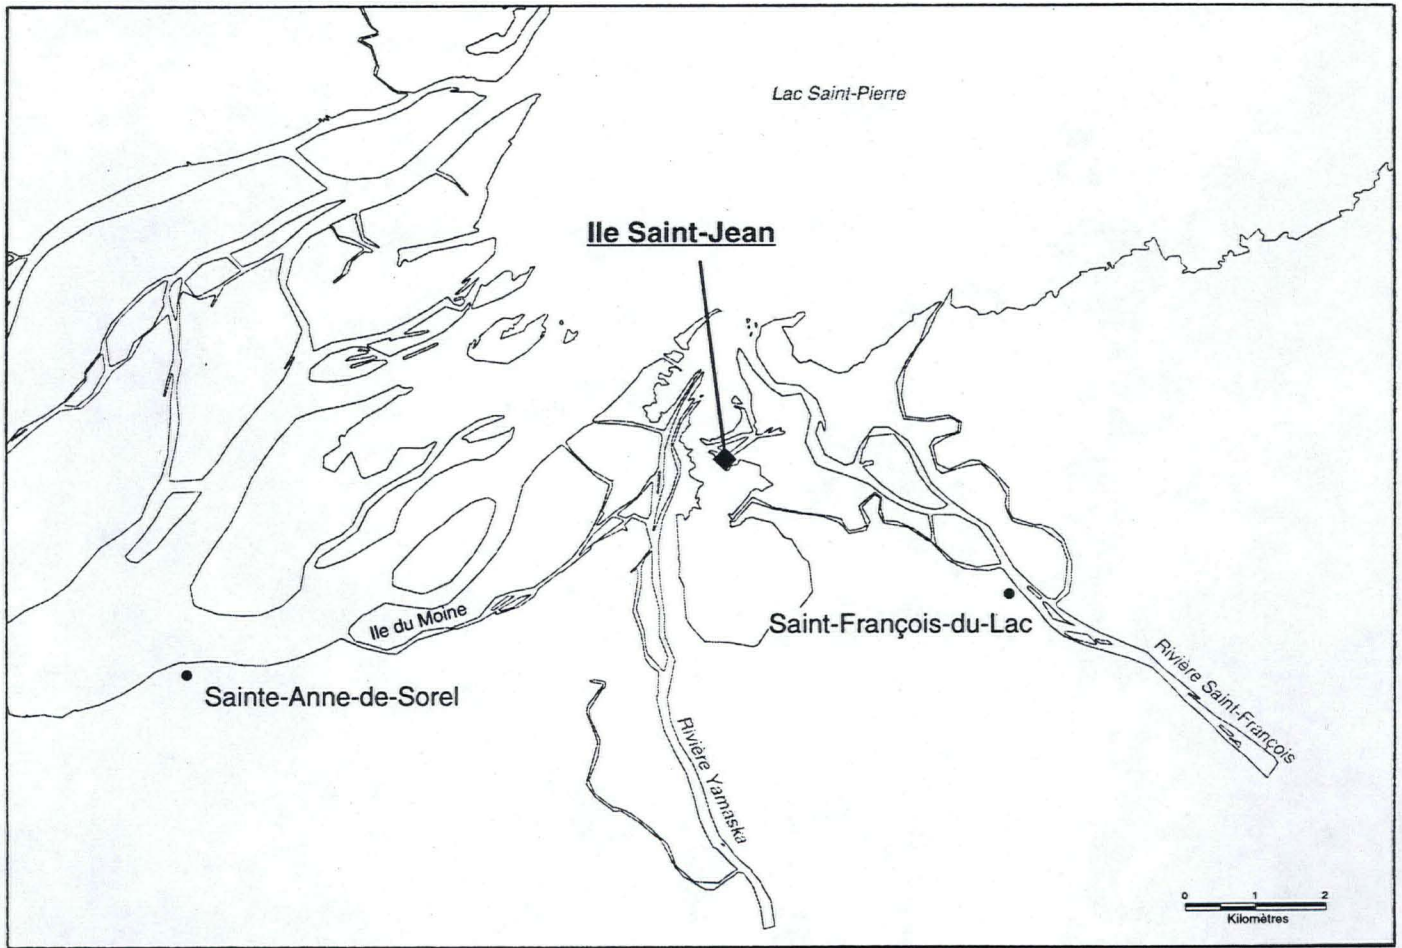 Lac Saint-Pierre
Ile Saint-Jean
Ile du Moine
Saint-François-du-Lac
Sainte-Anne-de-Sorel
Rivière Saint-François
Rivière Yamaska
0 1 2
Kilomètres